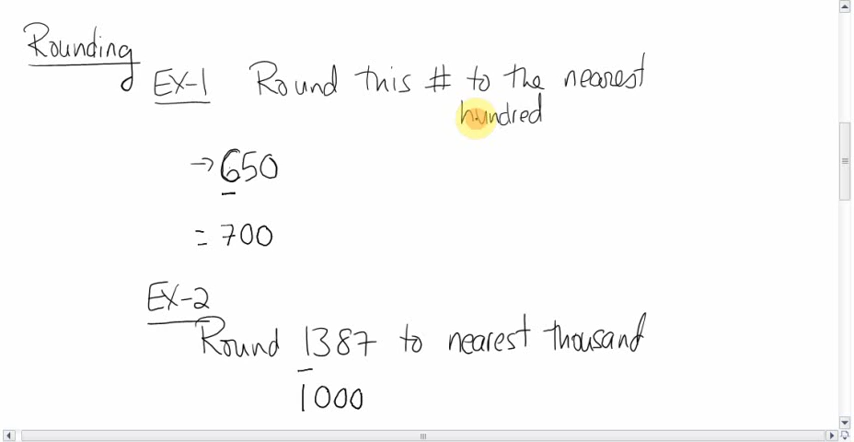 Rounding
EX-1 Round this # to the nearest
hundred
→650
= 700
EX-2
Round 1387 to nearest thousand
1000